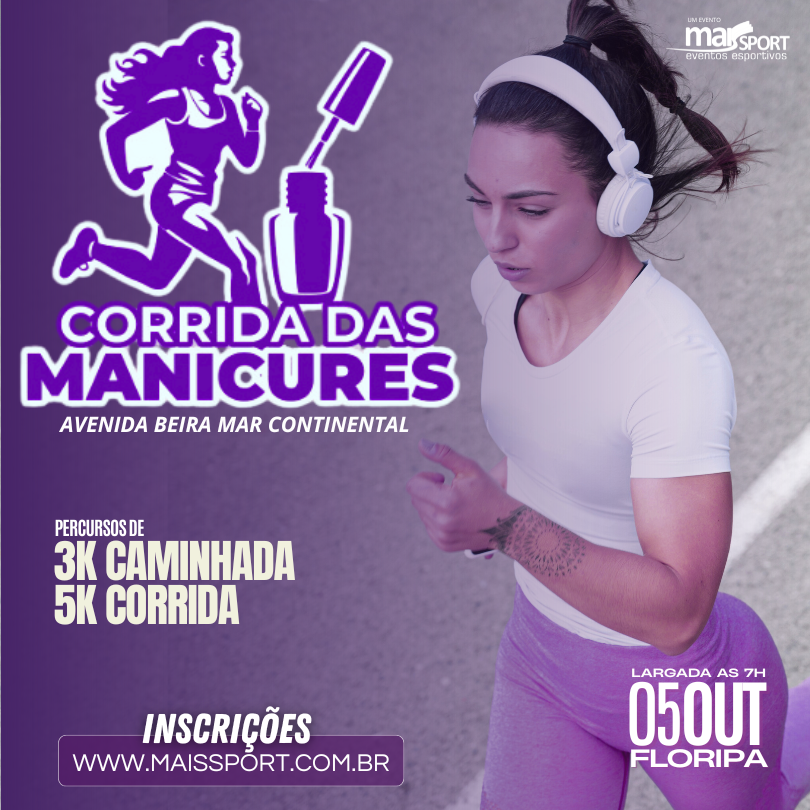 UM EVENTO
maisSPORT
eventos esportivos
CORRIDA DAS
MANICURES
AVENIDA BEIRA MAR CONTINENTAL
PERCURSOS DE
3K CAMINHADA
5K CORRIDA
LARGADA AS 7H
05OUT
FLORIPA
INSCRIÇÕES
WWW.MAISSPORT.COM.BR